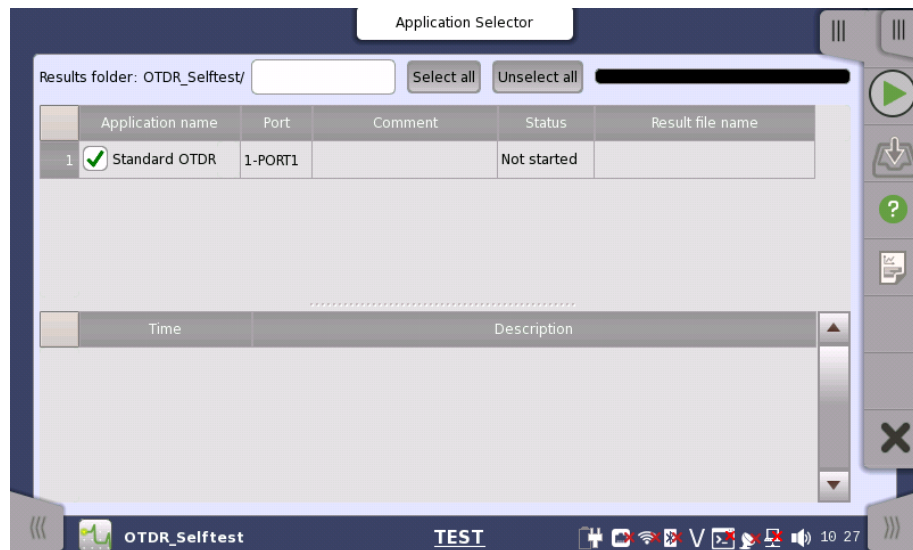 Application Selector
Results folder: OTDR_Selftest/ Select all Unselect all
Application name Port Comment Status Result file name
1 Standard OTDR 1-PORT1 Not started
?
Time Description
OTDR_Selftest TEST V 10 27